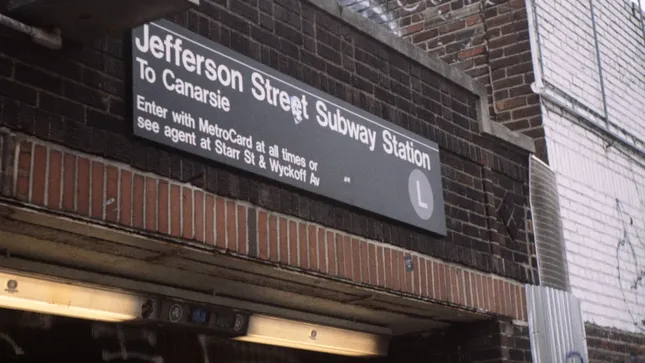 Jefferson Street Subway Station
To Canarsie
Enter with MetroCard at all times or
see agent at Starr St & Wyckoff Av
L